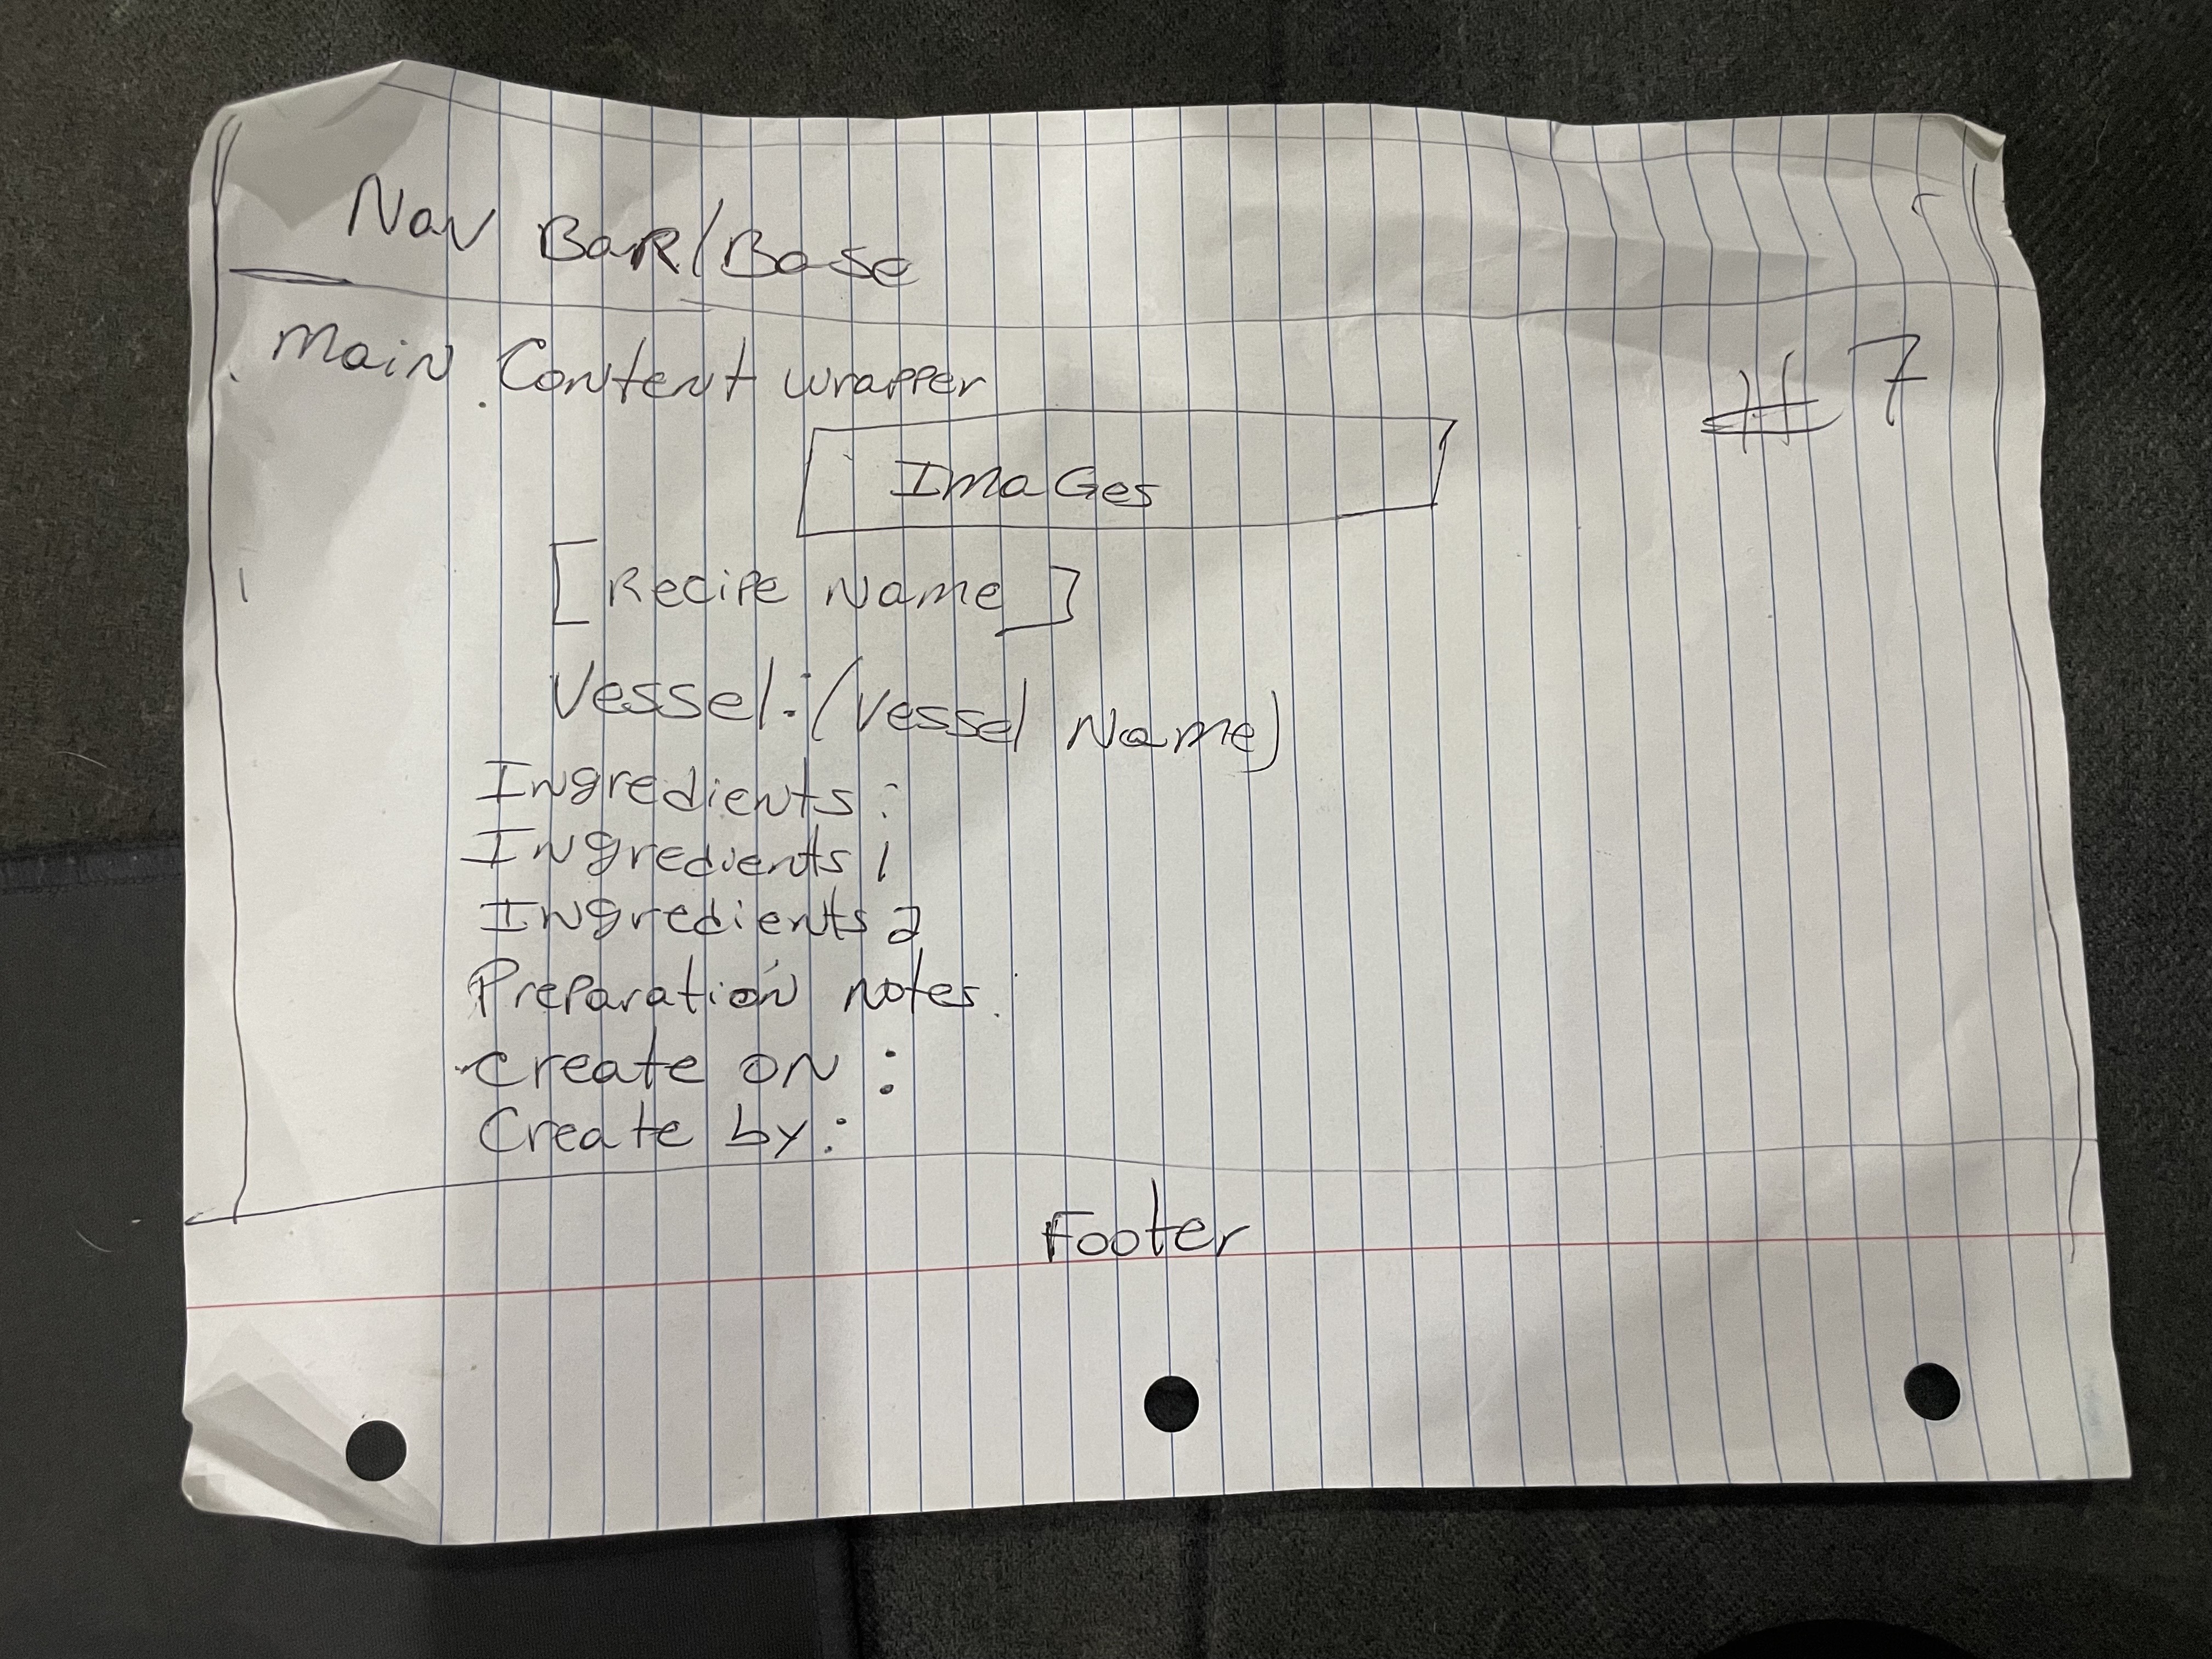 Nav BaR/Base
Main Content wrapper
# 7
ImaGes
[Recipe Name]
Vessel: (Vessel Name)
Ingredients:
Ingredients 1
Ingredients 2
Preparation notes.
Create on :
Create by:
Footer